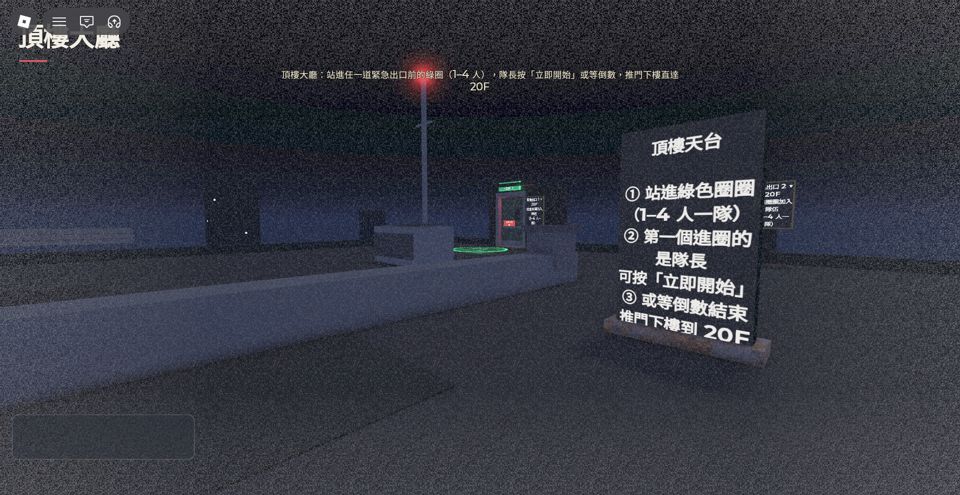 頂樓大廳
頂樓大廳：站進任一道緊急出口前的綠圈（1–4 人），隊長按「立即開始」或等倒數，推門下樓直達
20F
頂樓天台
① 站進綠色圈圈
（1–4 人一隊）
② 第一個進圈的
是隊長
可按「立即開始」
③ 或等倒數結束
推門下樓到 20F
出口 2
20F